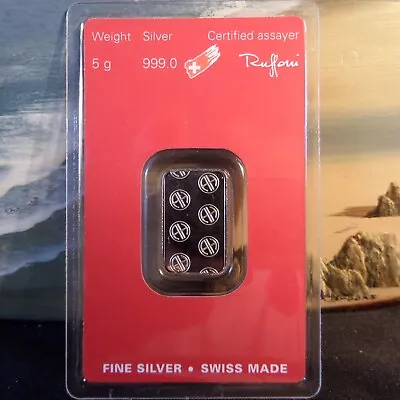 Weight Silver Certified assayer
5 g 999.0 Ruffoni
FINE SILVER • SWISS MADE